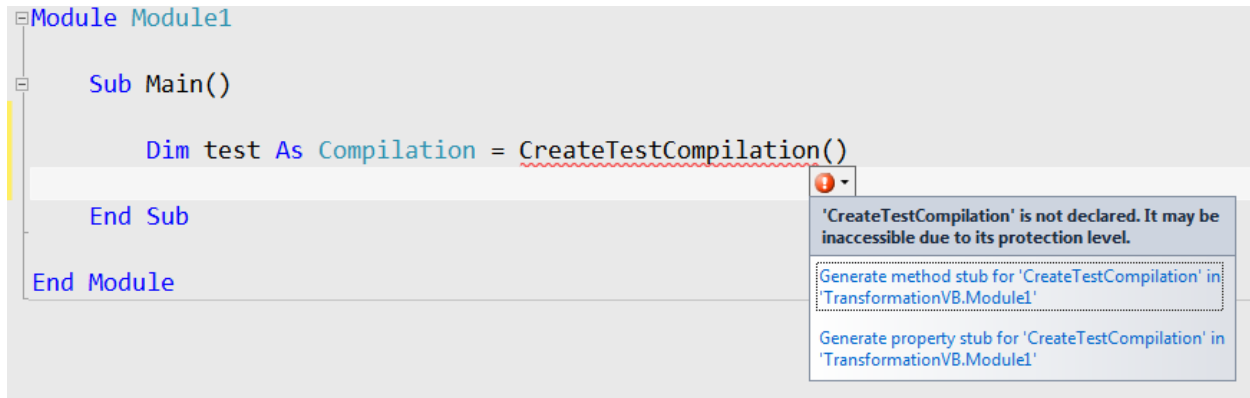 Module Module1
Sub Main()
Dim test As Compilation = CreateTestCompilation()
End Sub
End Module
'CreateTestCompilation' is not declared. It may be
inaccessible due to its protection level.
Generate method stub for 'CreateTestCompilation' in
'TransformationVB.Module1'
Generate property stub for 'CreateTestCompilation' in
'TransformationVB.Module1'